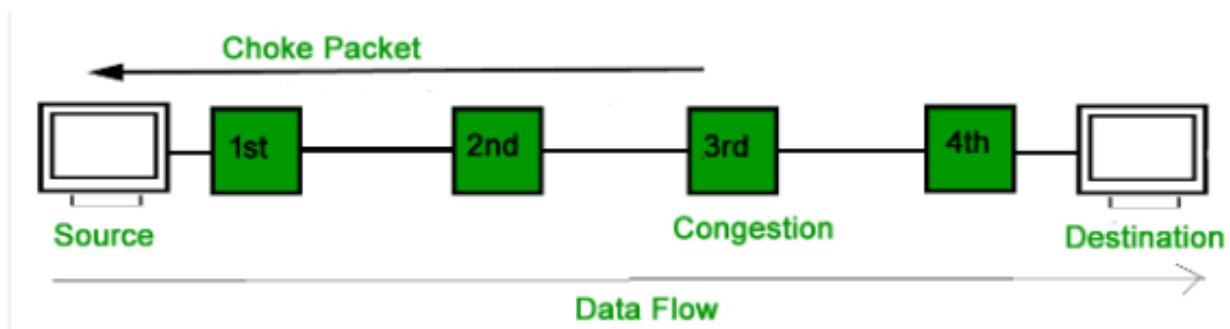 Choke Packet
1st
2nd
3rd
4th
Source
Congestion
Destination
Data Flow